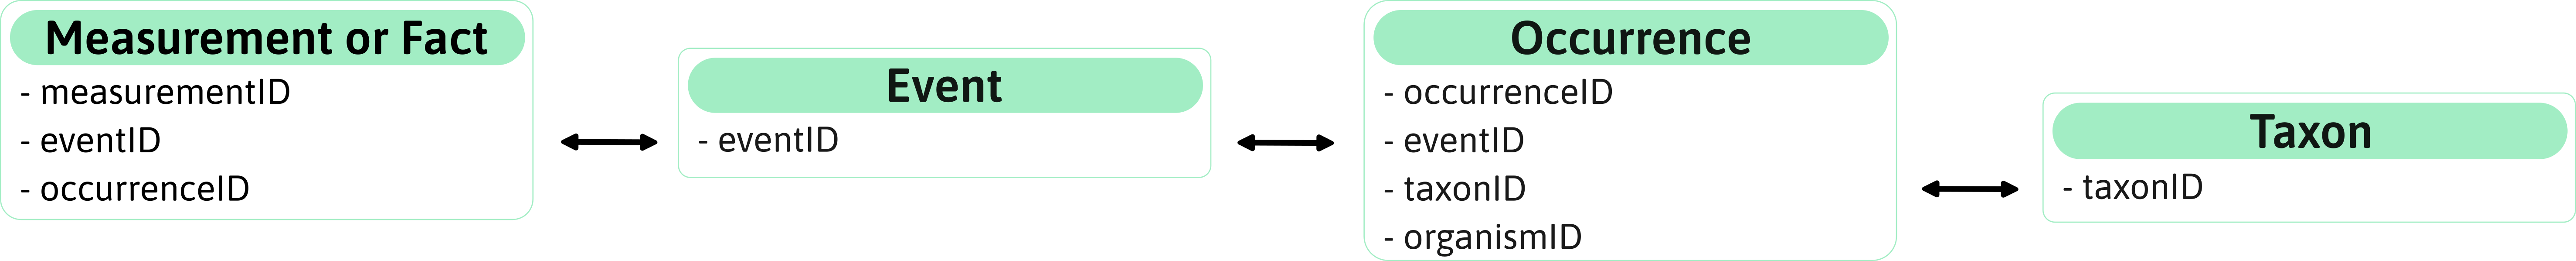 Measurement or Fact
- measurementID
- eventID
- occurrenceID
Event
- eventID
Occurrence
- occurrenceID
- eventID
- taxonID
- organismID
Taxon
- taxonID